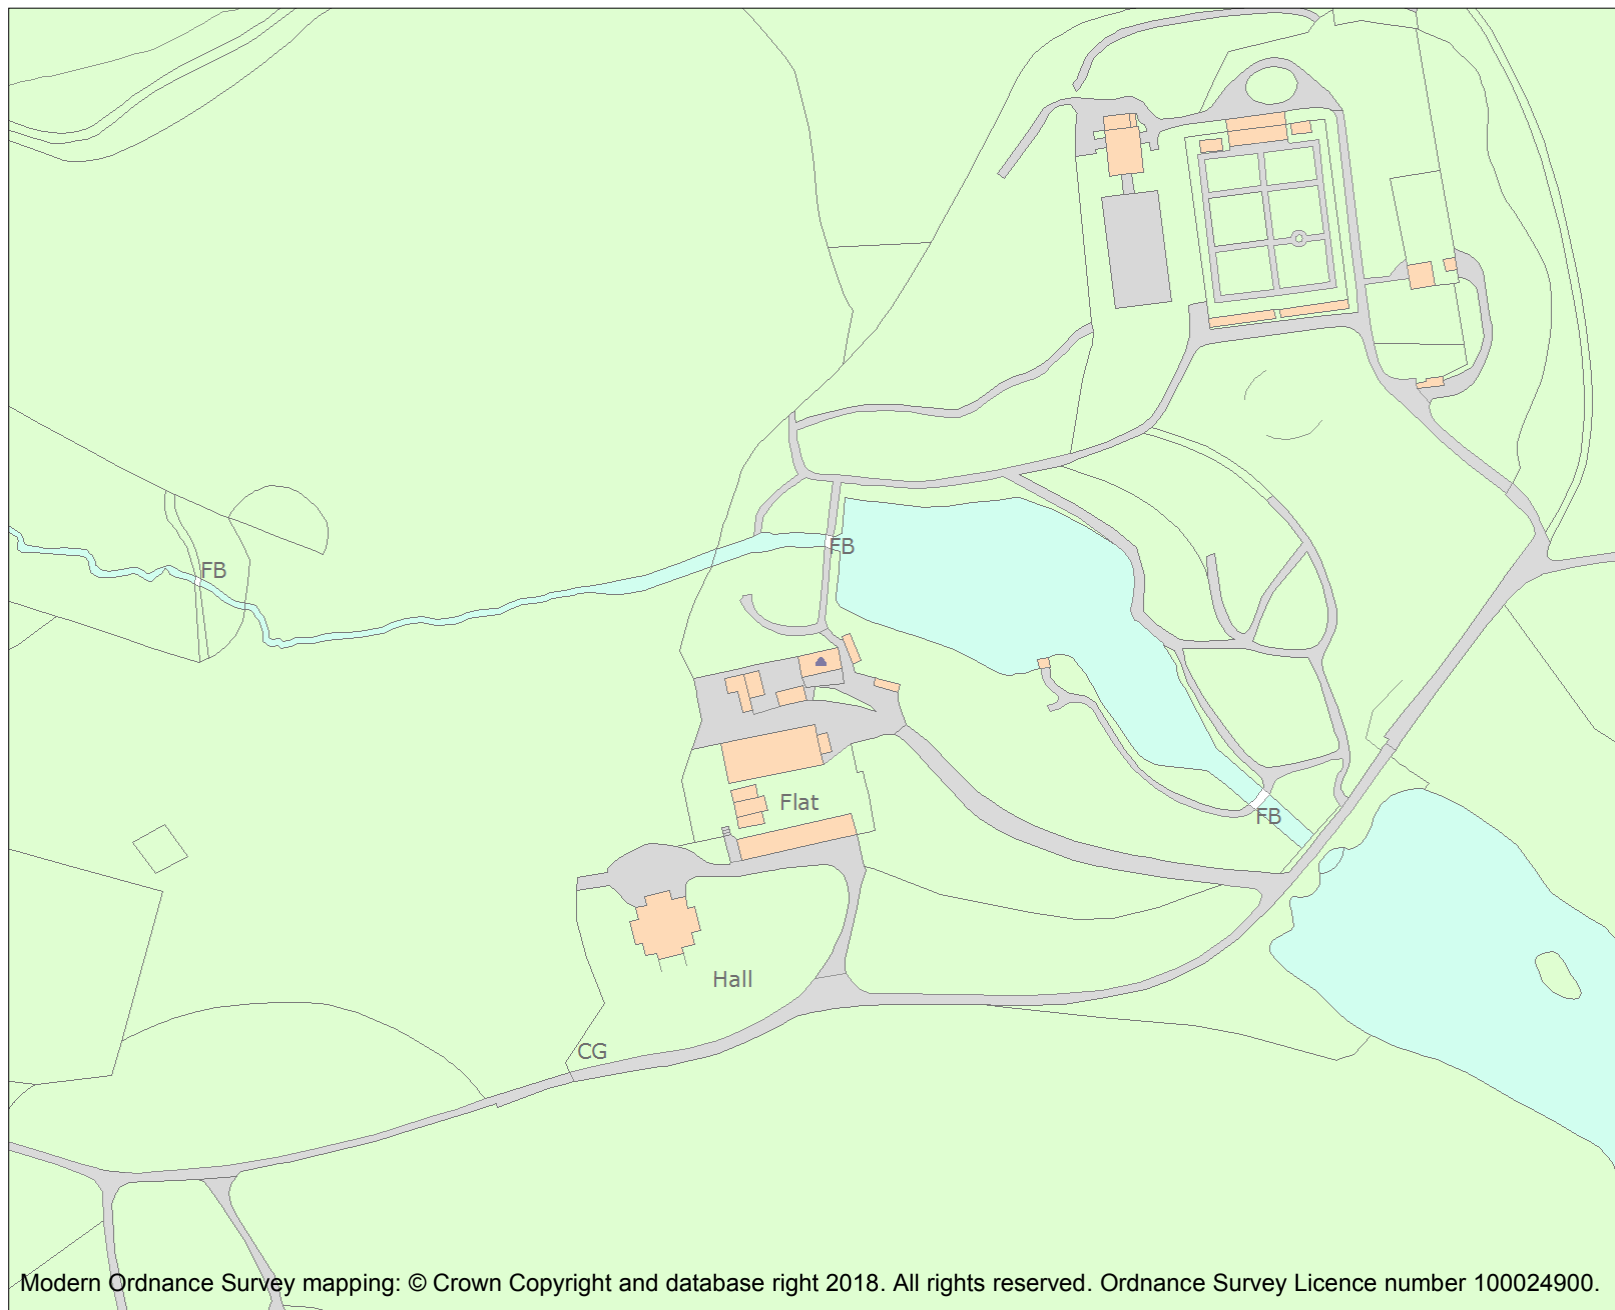 FB
FB
Flat
FB
Hall
CG
Modern Ordnance Survey mapping: © Crown Copyright and database right 2018. All rights reserved. Ordnance Survey Licence number 100024900.